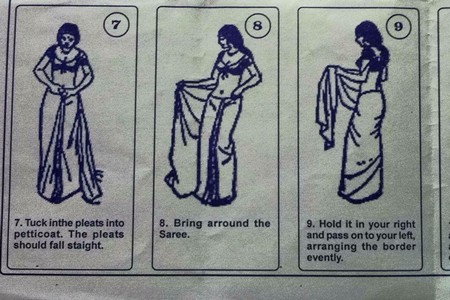 7
8
9
7. Tuck inthe pleats into
petticoat. The pleats
should fall staight.
8. Bring arround the
Saree.
9. Hold it in your right
and pass on to your left,
arranging the border
evently.